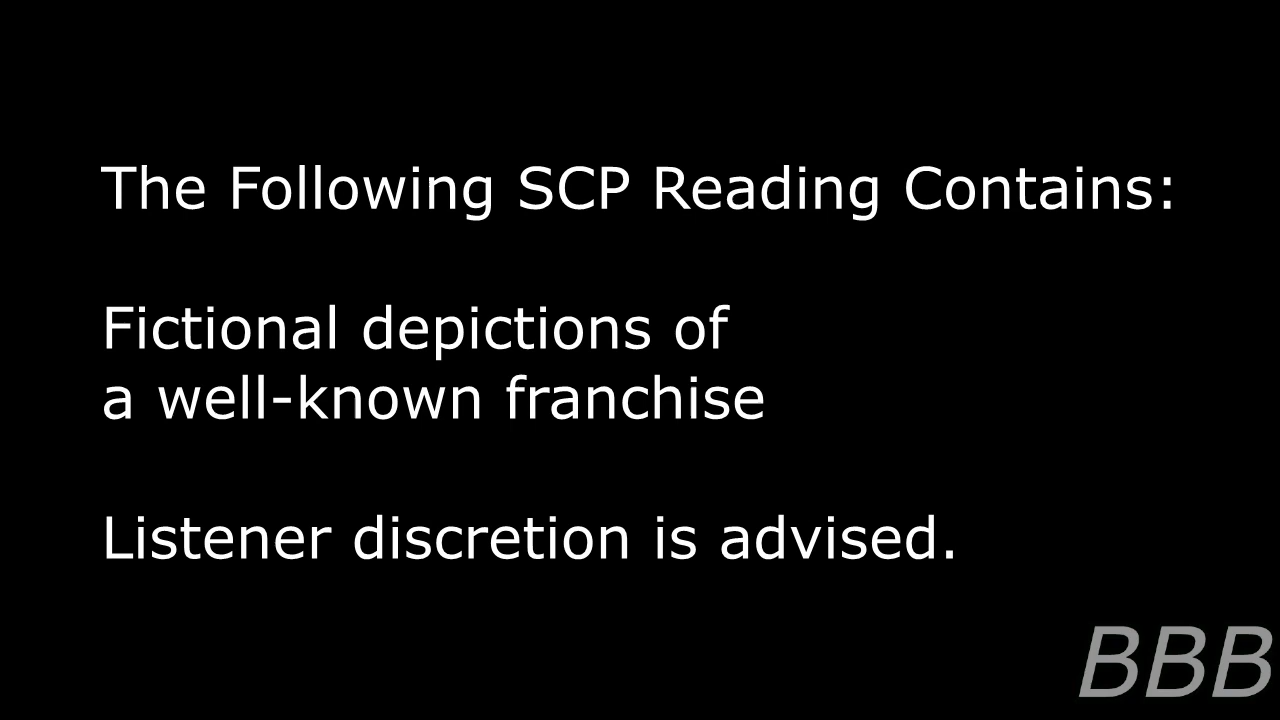 The Following SCP Reading Contains:
Fictional depictions of
a well-known franchise
Listener discretion is advised.
BBB